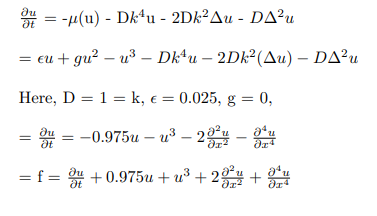 ∂u/∂t = -μ(u) - Dk⁴u - 2Dk²Δu - DΔ²u
= εu + gu² − u³ − Dk⁴u − 2Dk²(Δu) − DΔ²u
Here, D = 1 = k, ϵ = 0.025, g = 0,
= ∂u/∂t = −0.975u − u³ − 2∂²u/∂x² − ∂⁴u/∂x⁴
= f = ∂u/∂t + 0.975u + u³ + 2∂²u/∂x² + ∂⁴u/∂x⁴